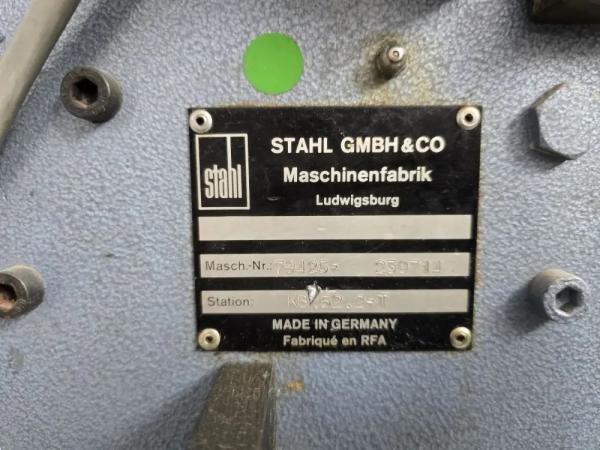 stahl
STAHL GMBH & CO
Maschinenfabrik
Ludwigsburg
Masch.-Nr.:
Station:
MADE IN GERMANY
Fabriqué en RFA